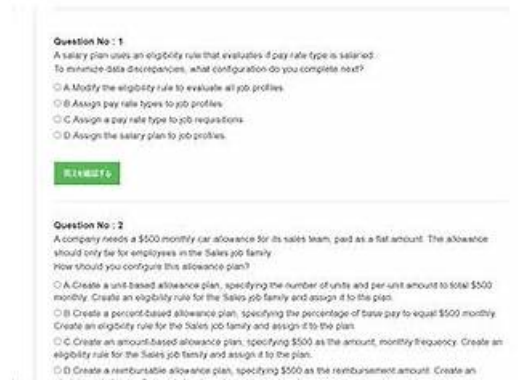 Question No : 1
A salary plan uses an eligibility rule that evaluates if pay rate type is salaried.
To minimize data discrepancies, what configuration do you complete next?
A.Modify the eligibility rule to evaluate all job profiles
B.Assign pay rate types to job profiles
C.Assign a pay rate type to job requisitions
D.Assign the salary plan to job profiles.
Question No : 2
A company needs a $500 monthly car allowance for its sales team, paid as a flat amount. The allowance
should only be for employees in the Sales job family
How should you configure this allowance plan?
A.Create a unit-based allowance plan, specifying the number of units and per-unit amount to total $500
monthly. Create an eligibility rule for the Sales job family and assign it to the plan.
B.Create a percent-based allowance plan, specifying the percentage of base pay to equal $500 monthly.
Create an eligibility rule for the Sales job family and assign it to the plan
C.Create an amount-based allowance plan, specifying $500 as the amount, monthly frequency. Create an
eligibility rule for the Sales job family and assign it to the plan.
D.Create a reimbursable allowance plan, specifying $500 as the reimbursement amount. Create an